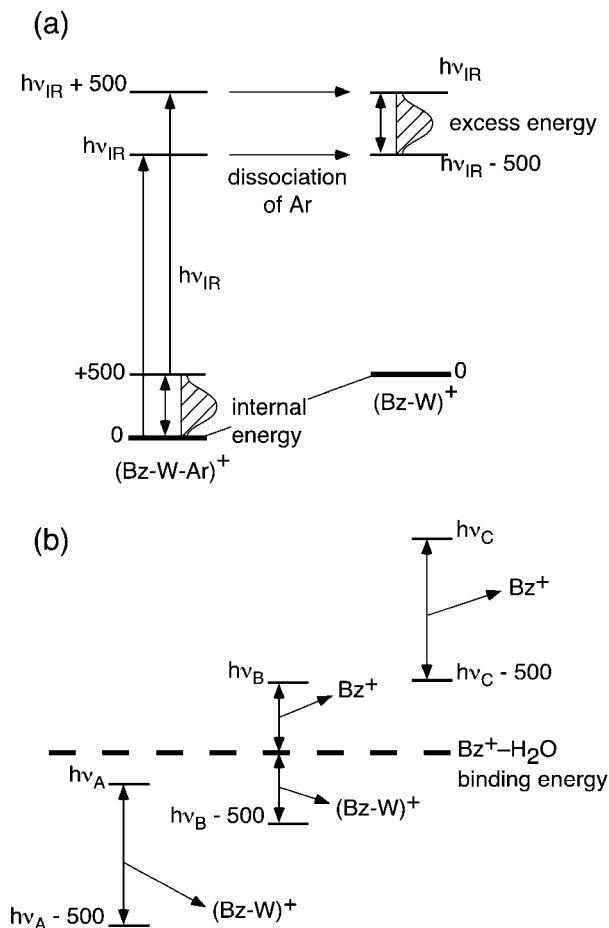 (a)
hν_IR + 500
hν_IR
hν_IR
excess energy
hν_IR - 500
dissociation
of Ar
hν_IR
+500
0
internal
energy
0
(Bz-W)⁺
(Bz-W-Ar)⁺
(b)
hν_C
Bz⁺
hν_B
Bz⁺
hν_C - 500
Bz⁺–H₂O
binding energy
hν_A
hν_B - 500
(Bz-W)⁺
(Bz-W)⁺
hν_A - 500